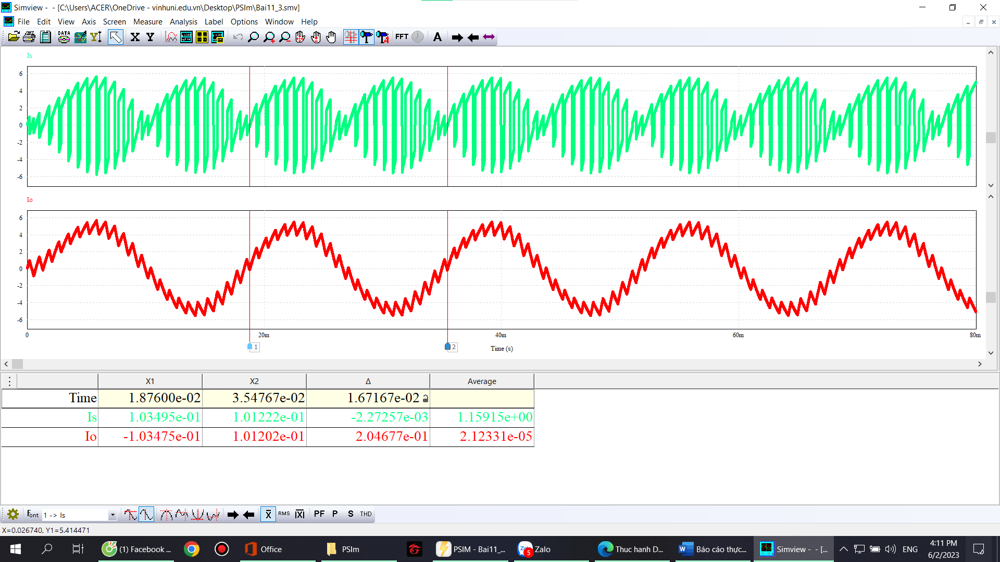 Simview - - [C:\Users\ACER\OneDrive - vinhuni.edu.vn\Desktop\PSIm\Bai11_3.smv]
File Edit View Axis Screen Measure Analysis Label Options Window Help
DATA Y X Y FFT A A
Is
6
4
2
0
-2
-4
-6
Io
6
4
2
0
-2
-4
-6
0 20m 40m 60m 80m
1 2
Time (s)
X1 X2 Δ Average
Time 1.87600e-02 3.54767e-02 1.67167e-02
Is 1.03495e-01 1.01222e-01 -2.27257e-03 1.15915e+00
Io -1.03475e-01 1.01202e-01 2.04677e-01 2.12331e-05
Font 1 -> Is x RMS |X| PF P S THD
X=0.026740, Y1=5.414471
(1) Facebook ... Office PSIm PSIM - Bai11_... Zalo 5 Thuc hanh D... Báo cáo thực... Simview - - [... ENG 4:11 PM
6/2/2023